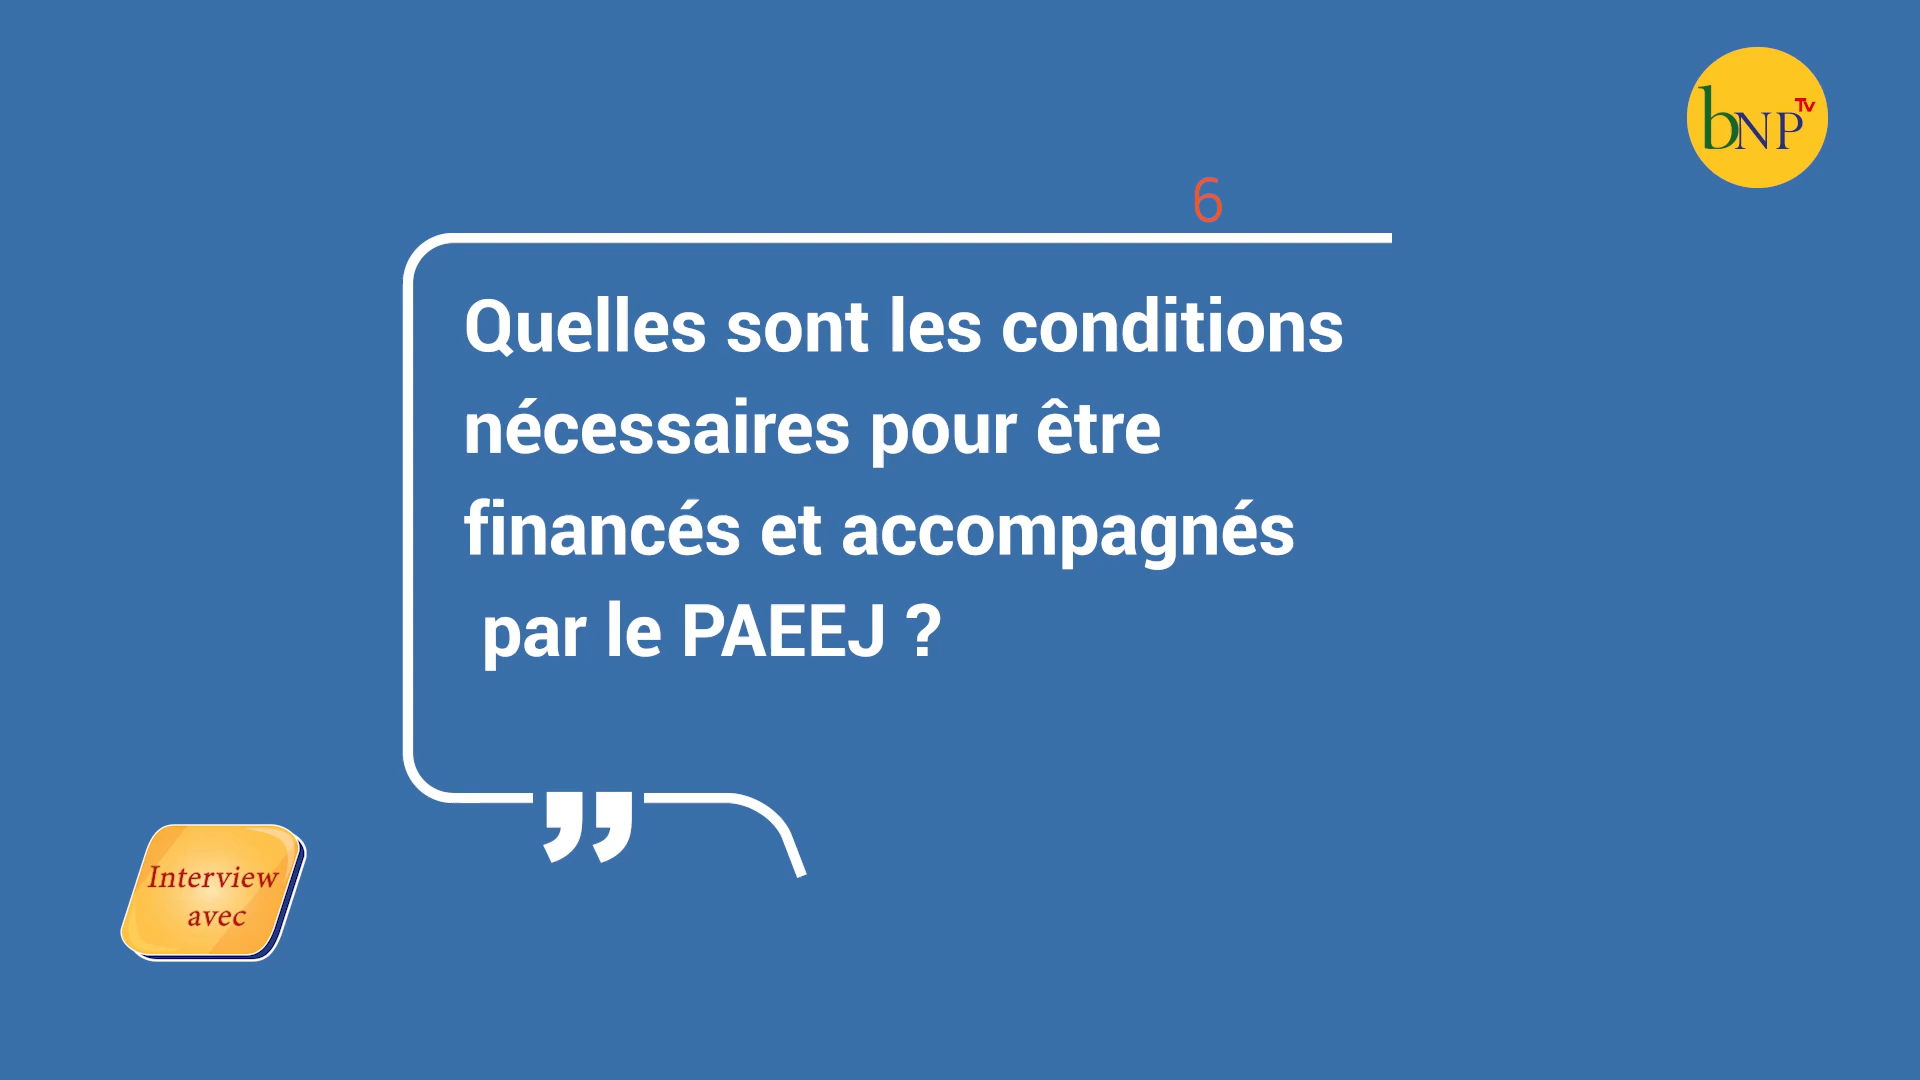 bNP Tv
6
Quelles sont les conditions
nécessaires pour être
financés et accompagnés
par le PAEEJ ?
”
Interview
avec